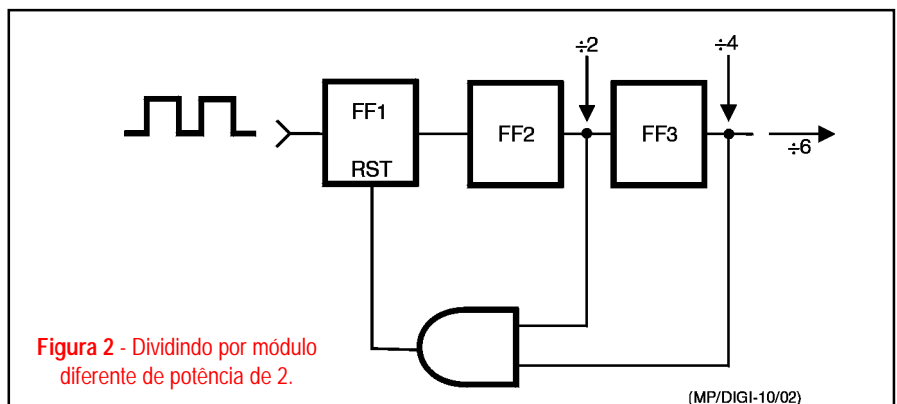 ÷2
÷4
FF1
FF2
FF3
÷6
RST
Figura 2 - Dividindo por módulo
diferente de potência de 2.
(MP/DIGI-10/02)